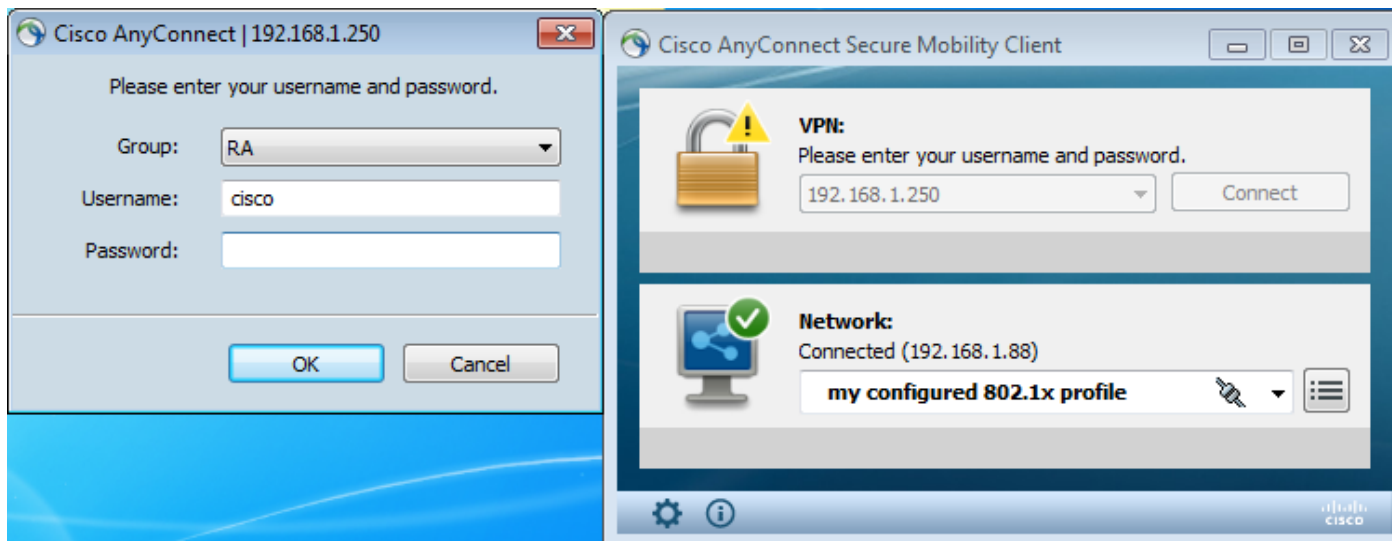 Cisco AnyConnect | 192.168.1.250
Please enter your username and password.
Group:
RA
Username:
cisco
Password:
OK
Cancel
Cisco AnyConnect Secure Mobility Client
VPN:
Please enter your username and password.
192.168.1.250
Connect
Network:
Connected (192.168.1.88)
my configured 802.1x profile
CISCO